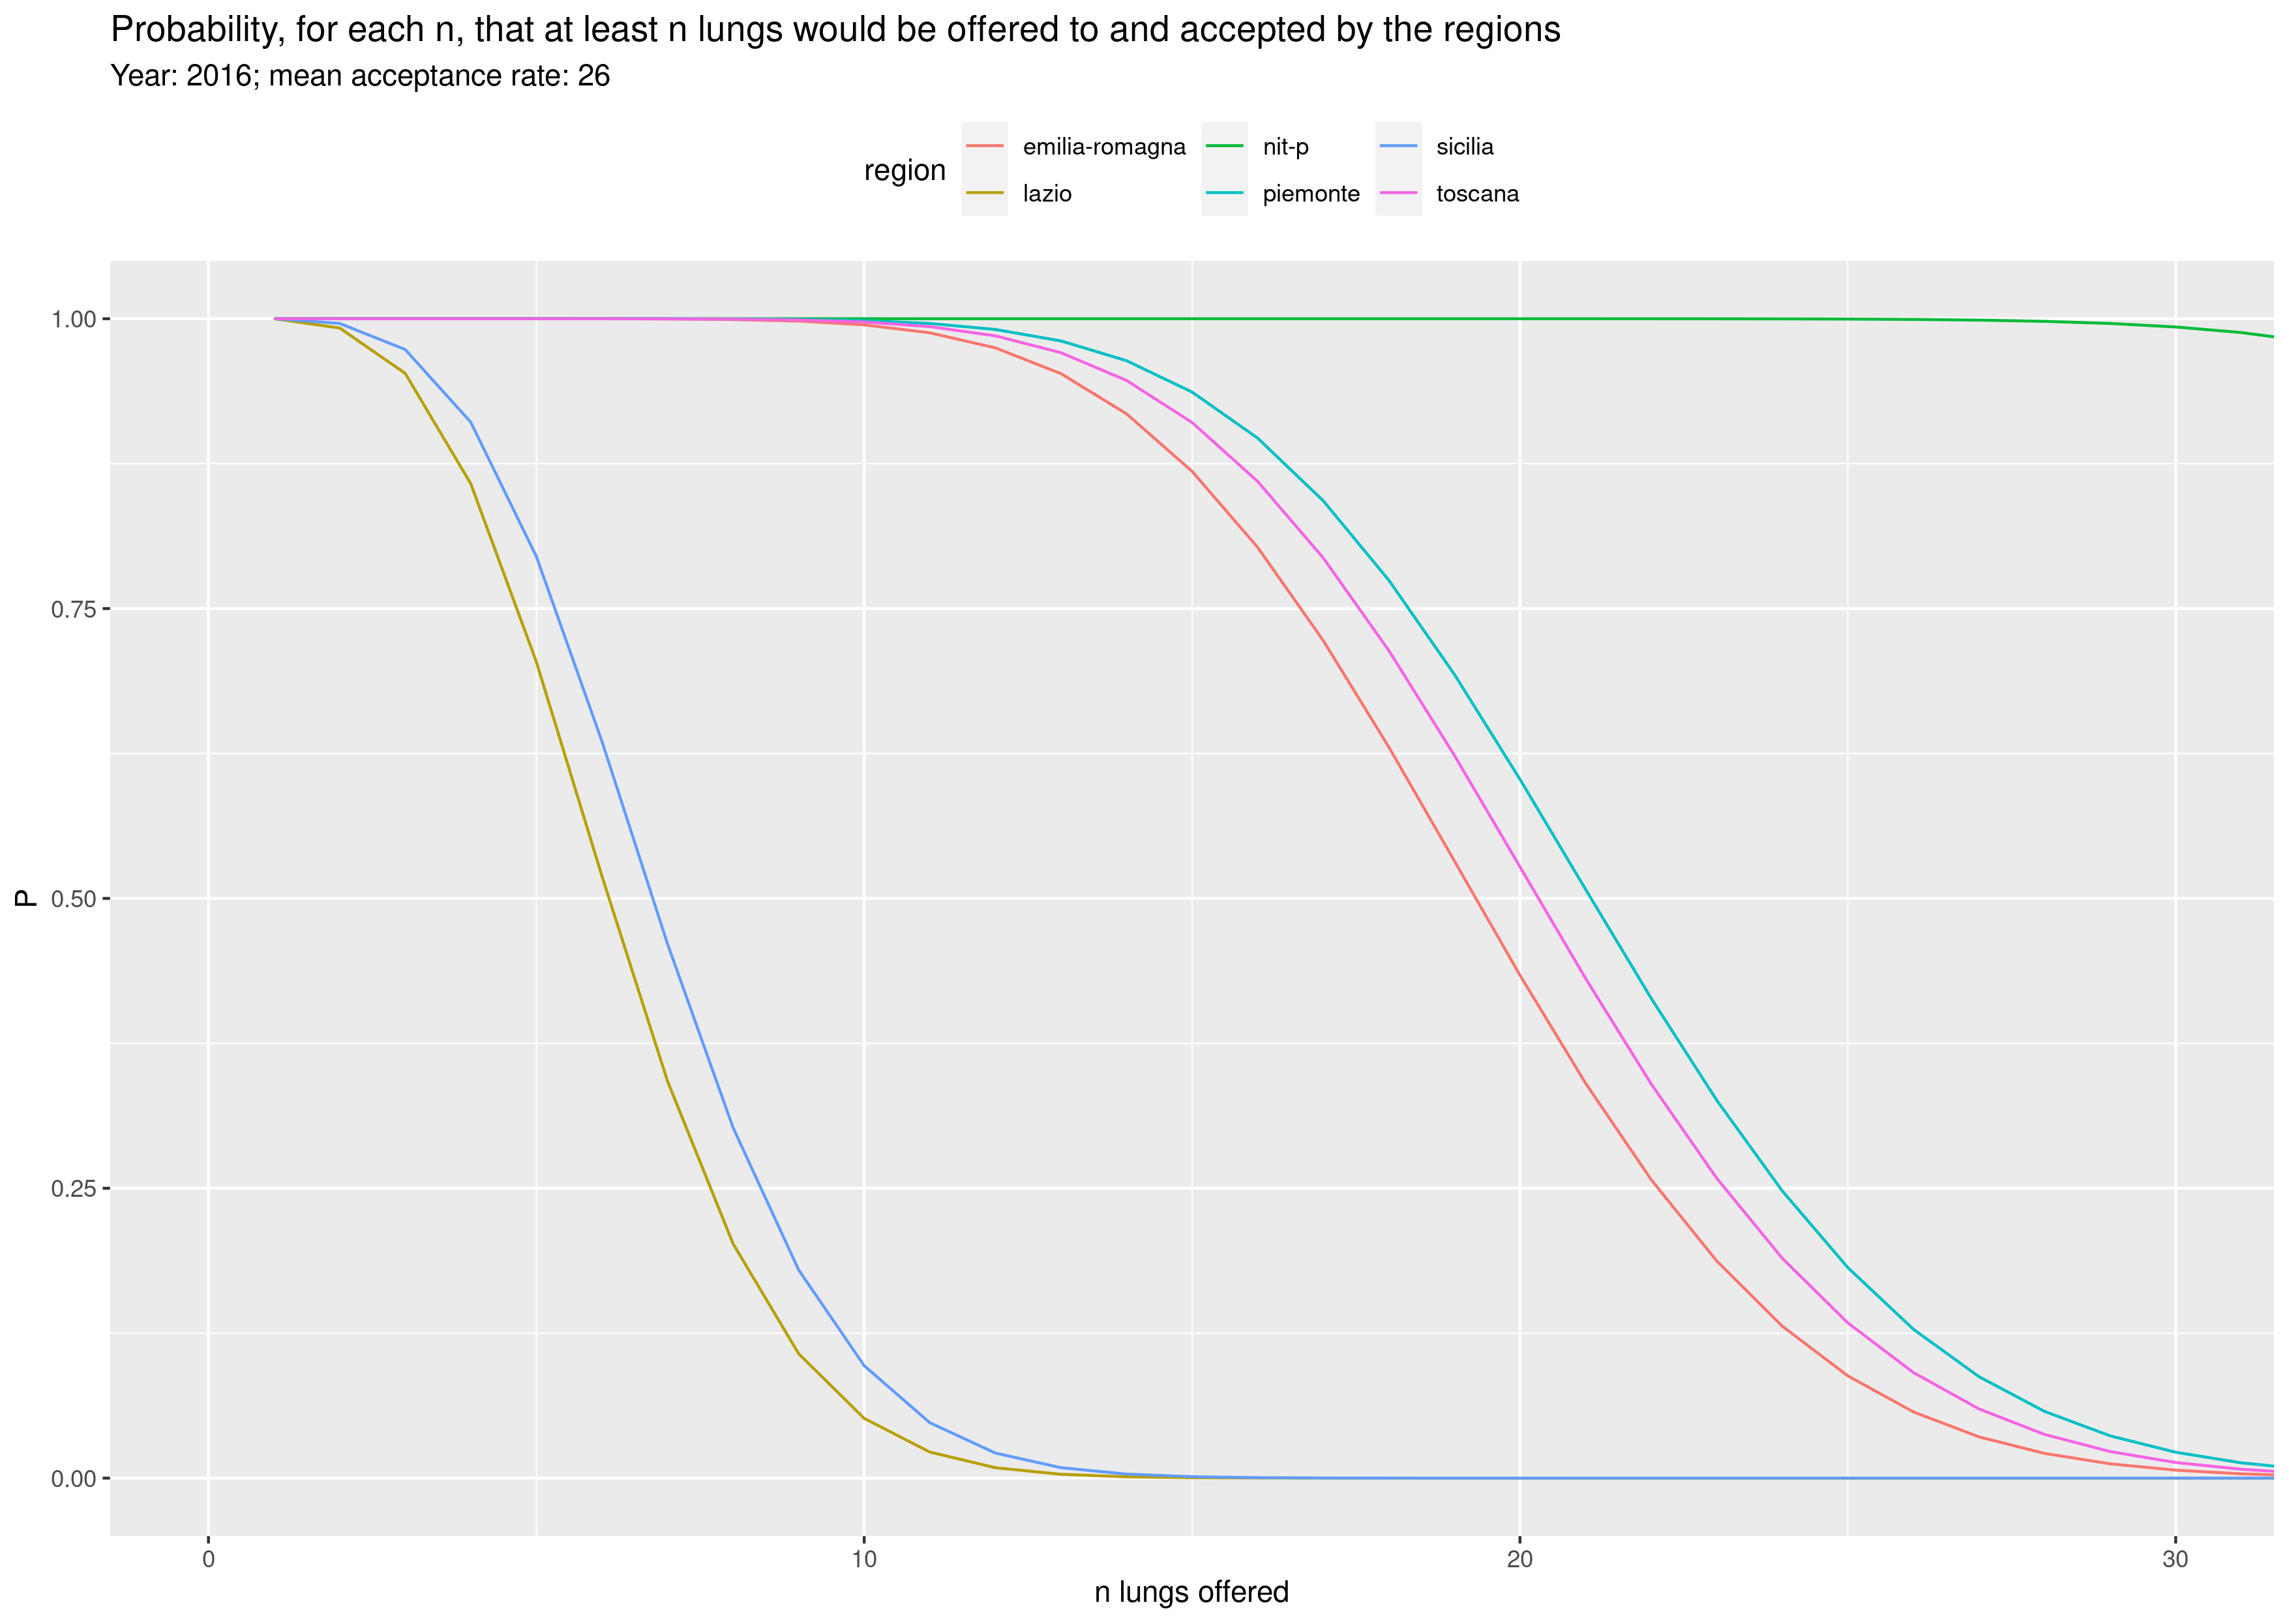 Probability, for each n, that at least n lungs would be offered to and accepted by the regions
Year: 2016; mean acceptance rate: 26
region
emilia-romagna
nit-p
sicilia
lazio
piemonte
toscana
1.00
0.75
0.50
0.25
0.00
P
0
10
20
30
n lungs offered